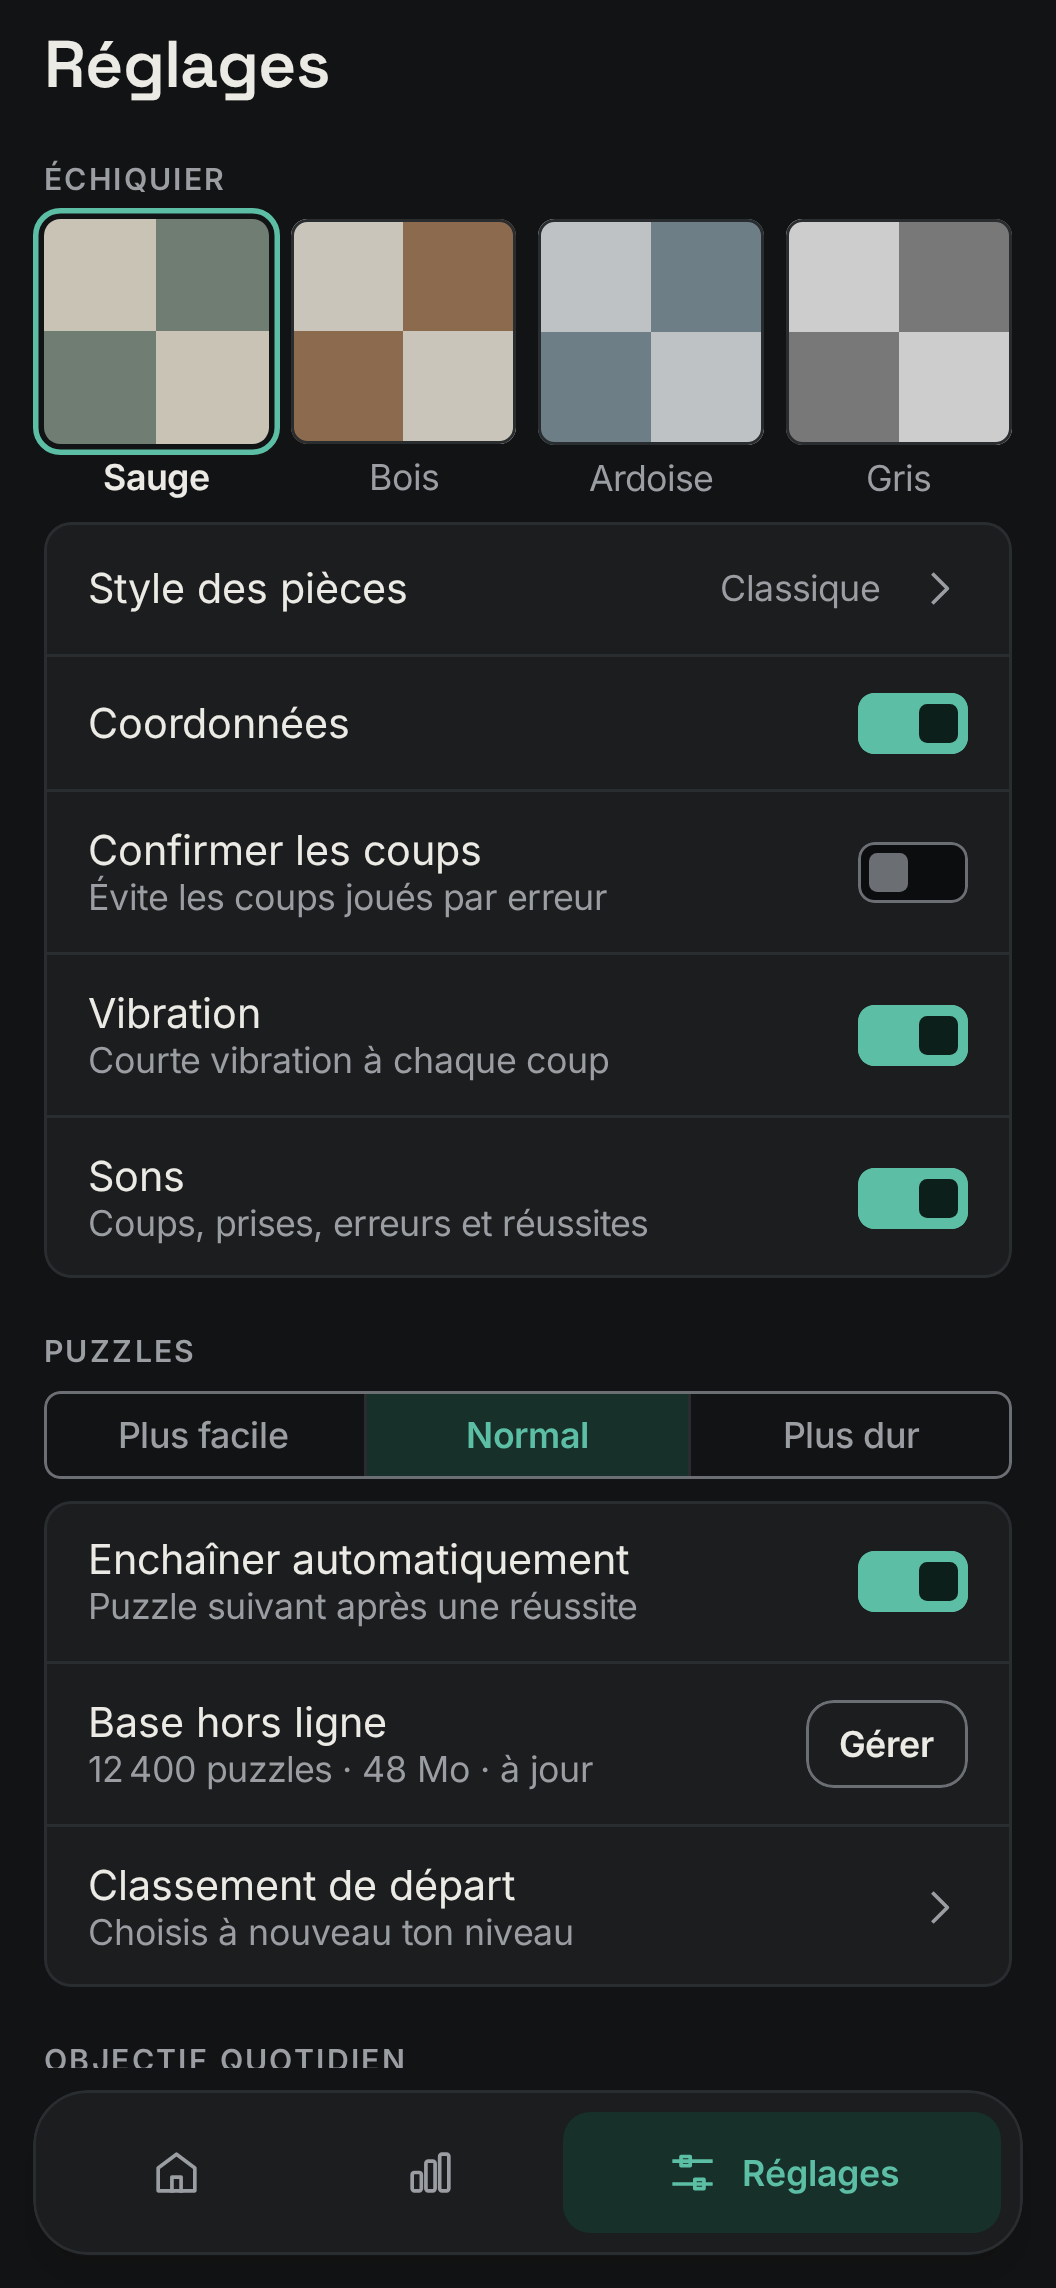 Réglages
ÉCHIQUIER
Sauge
Bois
Ardoise
Gris
Style des pièces
Classique
Coordonnées
Confirmer les coups
Évite les coups joués par erreur
Vibration
Courte vibration à chaque coup
Sons
Coups, prises, erreurs et réussites
PUZZLES
Plus facile
Normal
Plus dur
Enchaîner automatiquement
Puzzle suivant après une réussite
Base hors ligne
12 400 puzzles · 48 Mo · à jour
Gérer
Classement de départ
Choisis à nouveau ton niveau
OBJECTIF QUOTIDIEN
Réglages